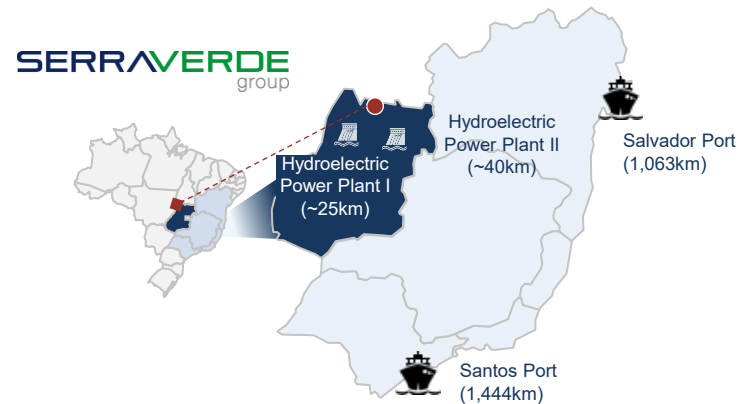 SERRAVERDE
group
Hydroelectric
Power Plant I
(~25km)
Hydroelectric
Power Plant II
(~40km)
Salvador Port
(1,063km)
Santos Port
(1,444km)